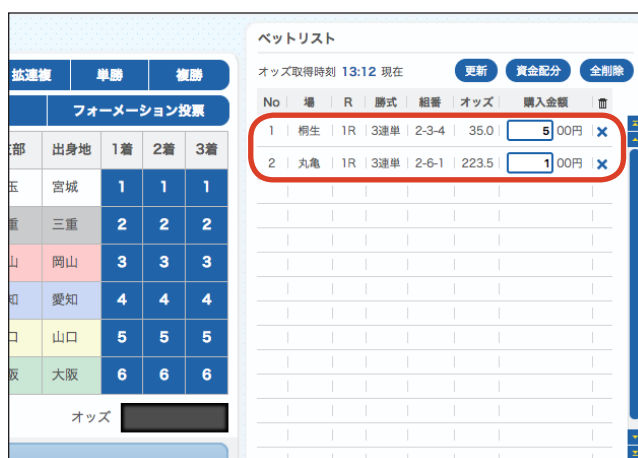 ベットリスト
拡連複 単勝 複勝
オッズ取得時刻 13:12 現在 更新 資金配分 全削除
フォーメーション投票
No 場 R 勝式 組番 オッズ 購入金額
1 桐生 1R 3連単 2-3-4 35.0 5 00円
2 丸亀 1R 3連単 2-6-1 223.5 1 00円
部 出身地 1着 2着 3着
宮城 1 1 1
三重 2 2 2
岡山 3 3 3
愛知 4 4 4
山口 5 5 5
大阪 6 6 6
オッズ